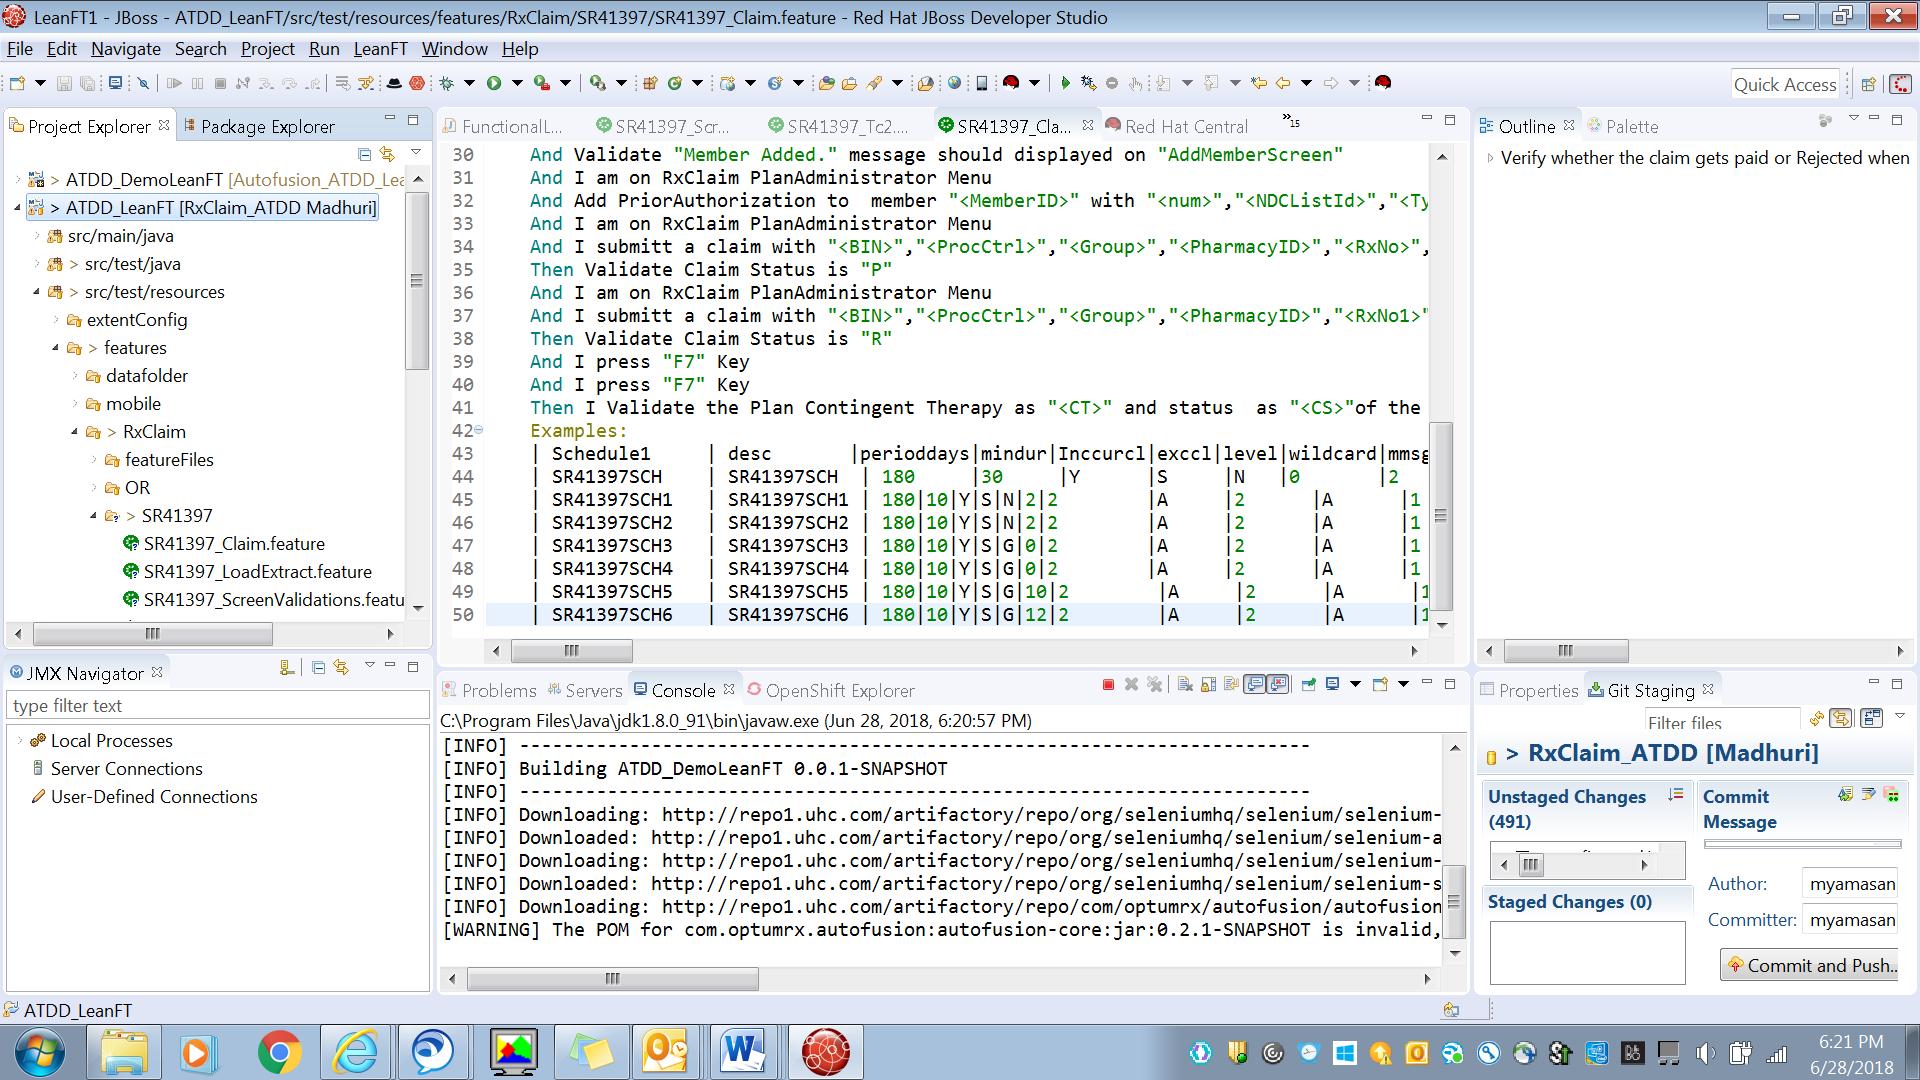 LeanFT1 - JBoss - ATDD_LeanFT/src/test/resources/features/RxClaim/SR41397/SR41397_Claim.feature - Red Hat JBoss Developer Studio
File Edit Navigate Search Project Run LeanFT Window Help
Quick Access
Project Explorer
Package Explorer
> ATDD_DemoLeanFT [Autofusion_ATDD_Lea
> ATDD_LeanFT [RxClaim_ATDD Madhuri]
src/main/java
> src/test/java
> src/test/resources
extentConfig
> features
datafolder
mobile
> RxClaim
featureFiles
OR
> SR41397
SR41397_Claim.feature
SR41397_LoadExtract.feature
SR41397_ScreenValidations.featu
FunctionalL... SR41397_Scr... SR41397_Tc2... SR41397_Cla... Red Hat Central »15
30 And Validate "Member Added." message should displayed on "AddMemberScreen"
31 And I am on RxClaim PlanAdministrator Menu
32 And Add PriorAuthorization to  member "<MemberID>" with "<num>","<NDCListId>","<Ty
33 And I am on RxClaim PlanAdministrator Menu
34 And I submitt a claim with "<BIN>","<ProcCtrl>","<Group>","<PharmacyID>","<RxNo>",
35 Then Validate Claim Status is "P"
36 And I am on RxClaim PlanAdministrator Menu
37 And I submitt a claim with "<BIN>","<ProcCtrl>","<Group>","<PharmacyID>","<RxNo1>"
38 Then Validate Claim Status is "R"
39 And I press "F7" Key
40 And I press "F7" Key
41 Then I Validate the Plan Contingent Therapy as "<CT>" and status  as "<CS>"of the
42 Examples:
43 | Schedule1 | desc |perioddays|mindur|Inccurcl|exccl|level|wildcard|mmsg
44 | SR41397SCH | SR41397SCH | 180 |30 |Y |S |N |0 |2
45 | SR41397SCH1 | SR41397SCH1 | 180|10|Y|S|N|2|2 |A |2 |A |1
46 | SR41397SCH2 | SR41397SCH2 | 180|10|Y|S|N|2|2 |A |2 |A |1
47 | SR41397SCH3 | SR41397SCH3 | 180|10|Y|S|G|0|2 |A |2 |A |1
48 | SR41397SCH4 | SR41397SCH4 | 180|10|Y|S|G|0|2 |A |2 |A |1
49 | SR41397SCH5 | SR41397SCH5 | 180|10|Y|S|G|10|2 |A |2 |A |1
50 | SR41397SCH6 | SR41397SCH6 | 180|10|Y|S|G|12|2 |A |2 |A |1
Outline Palette
Verify whether the claim gets paid or Rejected when
JMX Navigator
type filter text
Local Processes
Server Connections
User-Defined Connections
Problems Servers Console OpenShift Explorer
C:\Program Files\Java\jdk1.8.0_91\bin\javaw.exe (Jun 28, 2018, 6:20:57 PM)
[INFO] ------------------------------------------------------------------------
[INFO] Building ATDD_DemoLeanFT 0.0.1-SNAPSHOT
[INFO] ------------------------------------------------------------------------
[INFO] Downloading: http://repo1.uhc.com/artifactory/repo/org/seleniumhq/selenium/selenium-
[INFO] Downloaded: http://repo1.uhc.com/artifactory/repo/org/seleniumhq/selenium/selenium-a
[INFO] Downloading: http://repo1.uhc.com/artifactory/repo/org/seleniumhq/selenium/selenium-
[INFO] Downloaded: http://repo1.uhc.com/artifactory/repo/org/seleniumhq/selenium/selenium-s
[INFO] Downloading: http://repo1.uhc.com/artifactory/repo/com/optumrx/autofusion/autofusion
[WARNING] The POM for com.optumrx.autofusion:autofusion-core:jar:0.2.1-SNAPSHOT is invalid,
Properties Git Staging
Filter files
> RxClaim_ATDD [Madhuri]
Unstaged Changes (491)
Staged Changes (0)
Commit Message
Author: myamasan
Committer: myamasan
Commit and Push..
ATDD_LeanFT
6:21 PM
6/28/2018